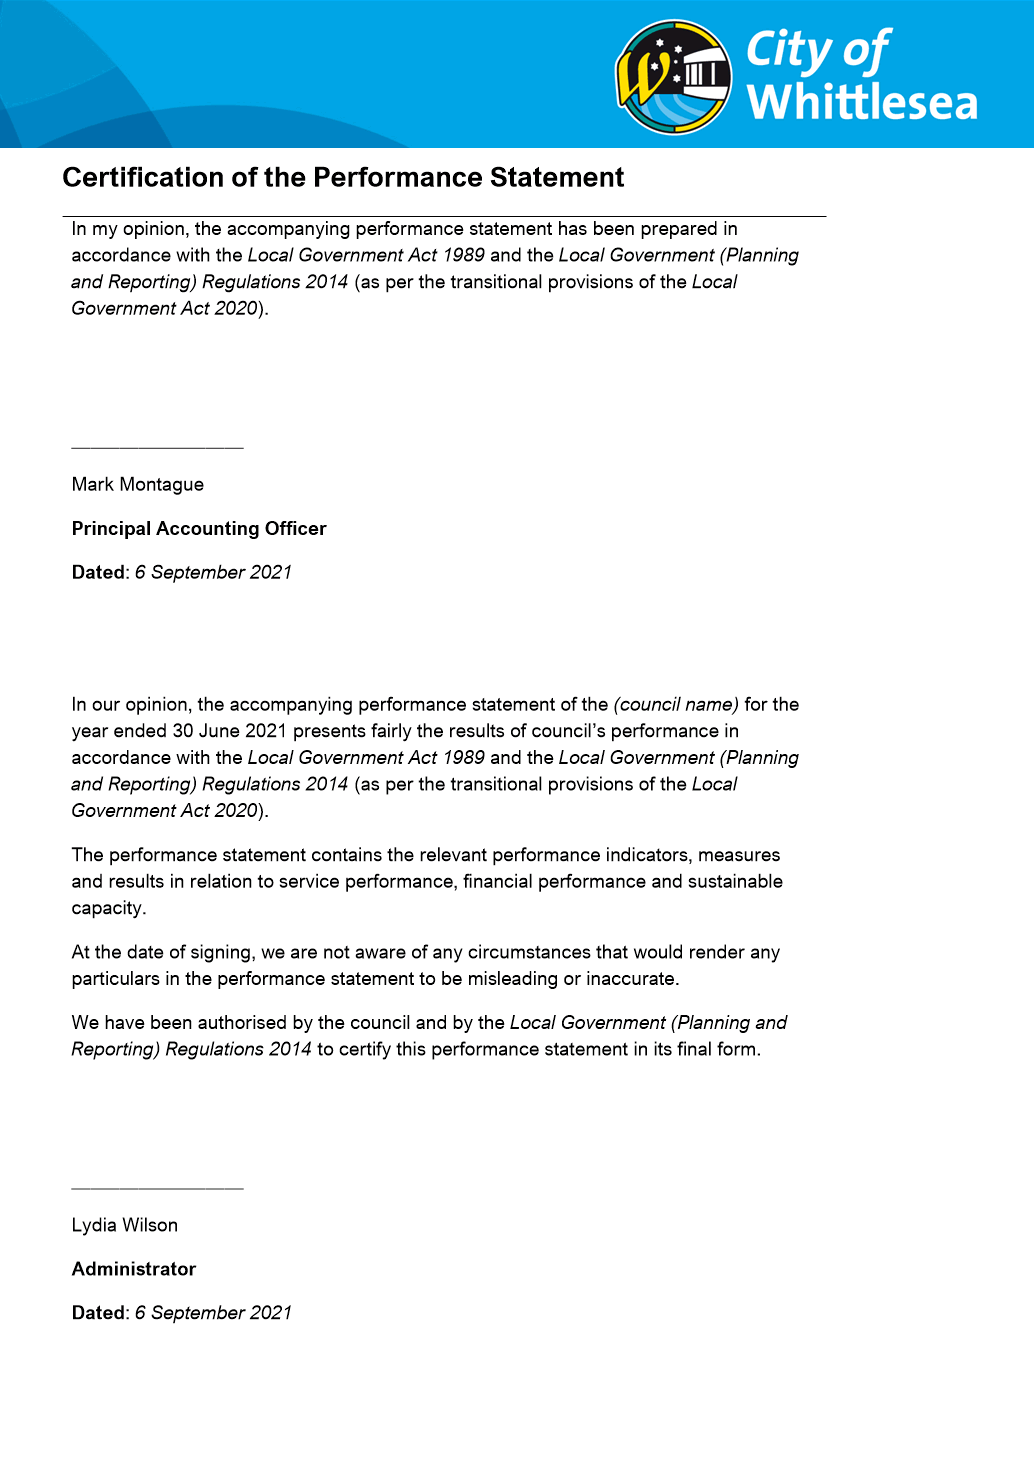 City of
Whittlesea
Certification of the Performance Statement
In my opinion, the accompanying performance statement has been prepared in
accordance with the Local Government Act 1989 and the Local Government (Planning
and Reporting) Regulations 2014 (as per the transitional provisions of the Local
Government Act 2020).
Mark Montague
Principal Accounting Officer
Dated: 6 September 2021
In our opinion, the accompanying performance statement of the (council name) for the
year ended 30 June 2021 presents fairly the results of council’s performance in
accordance with the Local Government Act 1989 and the Local Government (Planning
and Reporting) Regulations 2014 (as per the transitional provisions of the Local
Government Act 2020).
The performance statement contains the relevant performance indicators, measures
and results in relation to service performance, financial performance and sustainable
capacity.
At the date of signing, we are not aware of any circumstances that would render any
particulars in the performance statement to be misleading or inaccurate.
We have been authorised by the council and by the Local Government (Planning and
Reporting) Regulations 2014 to certify this performance statement in its final form.
Lydia Wilson
Administrator
Dated: 6 September 2021